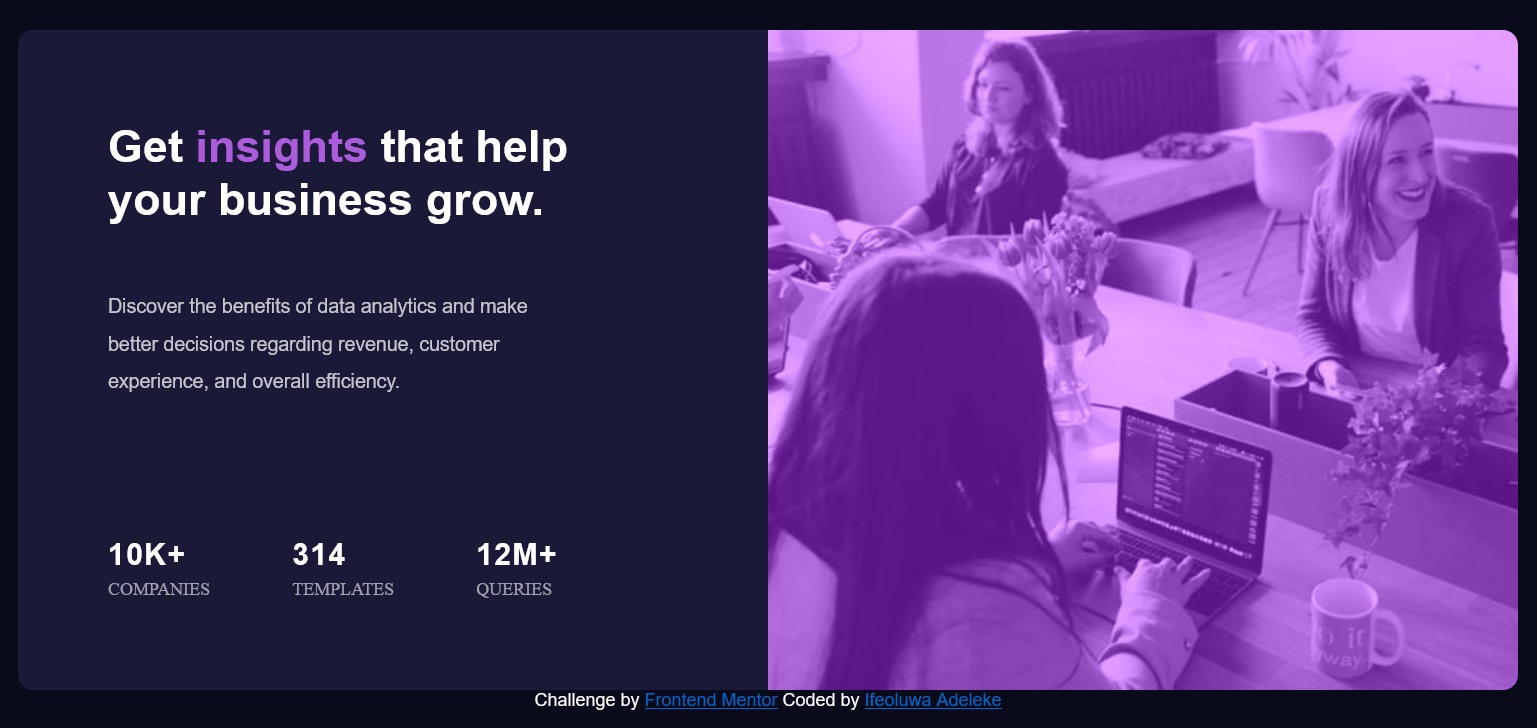 Get insights that help
your business grow.
Discover the benefits of data analytics and make
better decisions regarding revenue, customer
experience, and overall efficiency.
10K+ 314 12M+
COMPANIES TEMPLATES QUERIES
Challenge by Frontend Mentor Coded by Ifeoluwa Adeleke